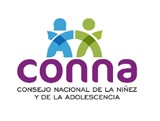 conna
CONSEJO NACIONAL DE LA NIÑEZ
Y DE LA ADOLESCENCIA